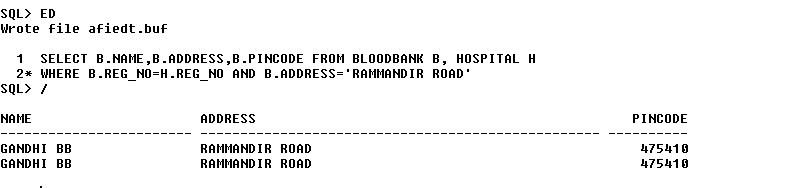 SQL> ED
Wrote file afiedt.buf
1 SELECT B.NAME,B.ADDRESS,B.PINCODE FROM BLOODBANK B, HOSPITAL H
2* WHERE B.REG_NO=H.REG_NO AND B.ADDRESS='RAMMANDIR ROAD'
SQL> /
NAME ADDRESS PINCODE
------------------------ -------------------------------------------------- ----------
GANDHI BB RAMMANDIR ROAD 475410
GANDHI BB RAMMANDIR ROAD 475410